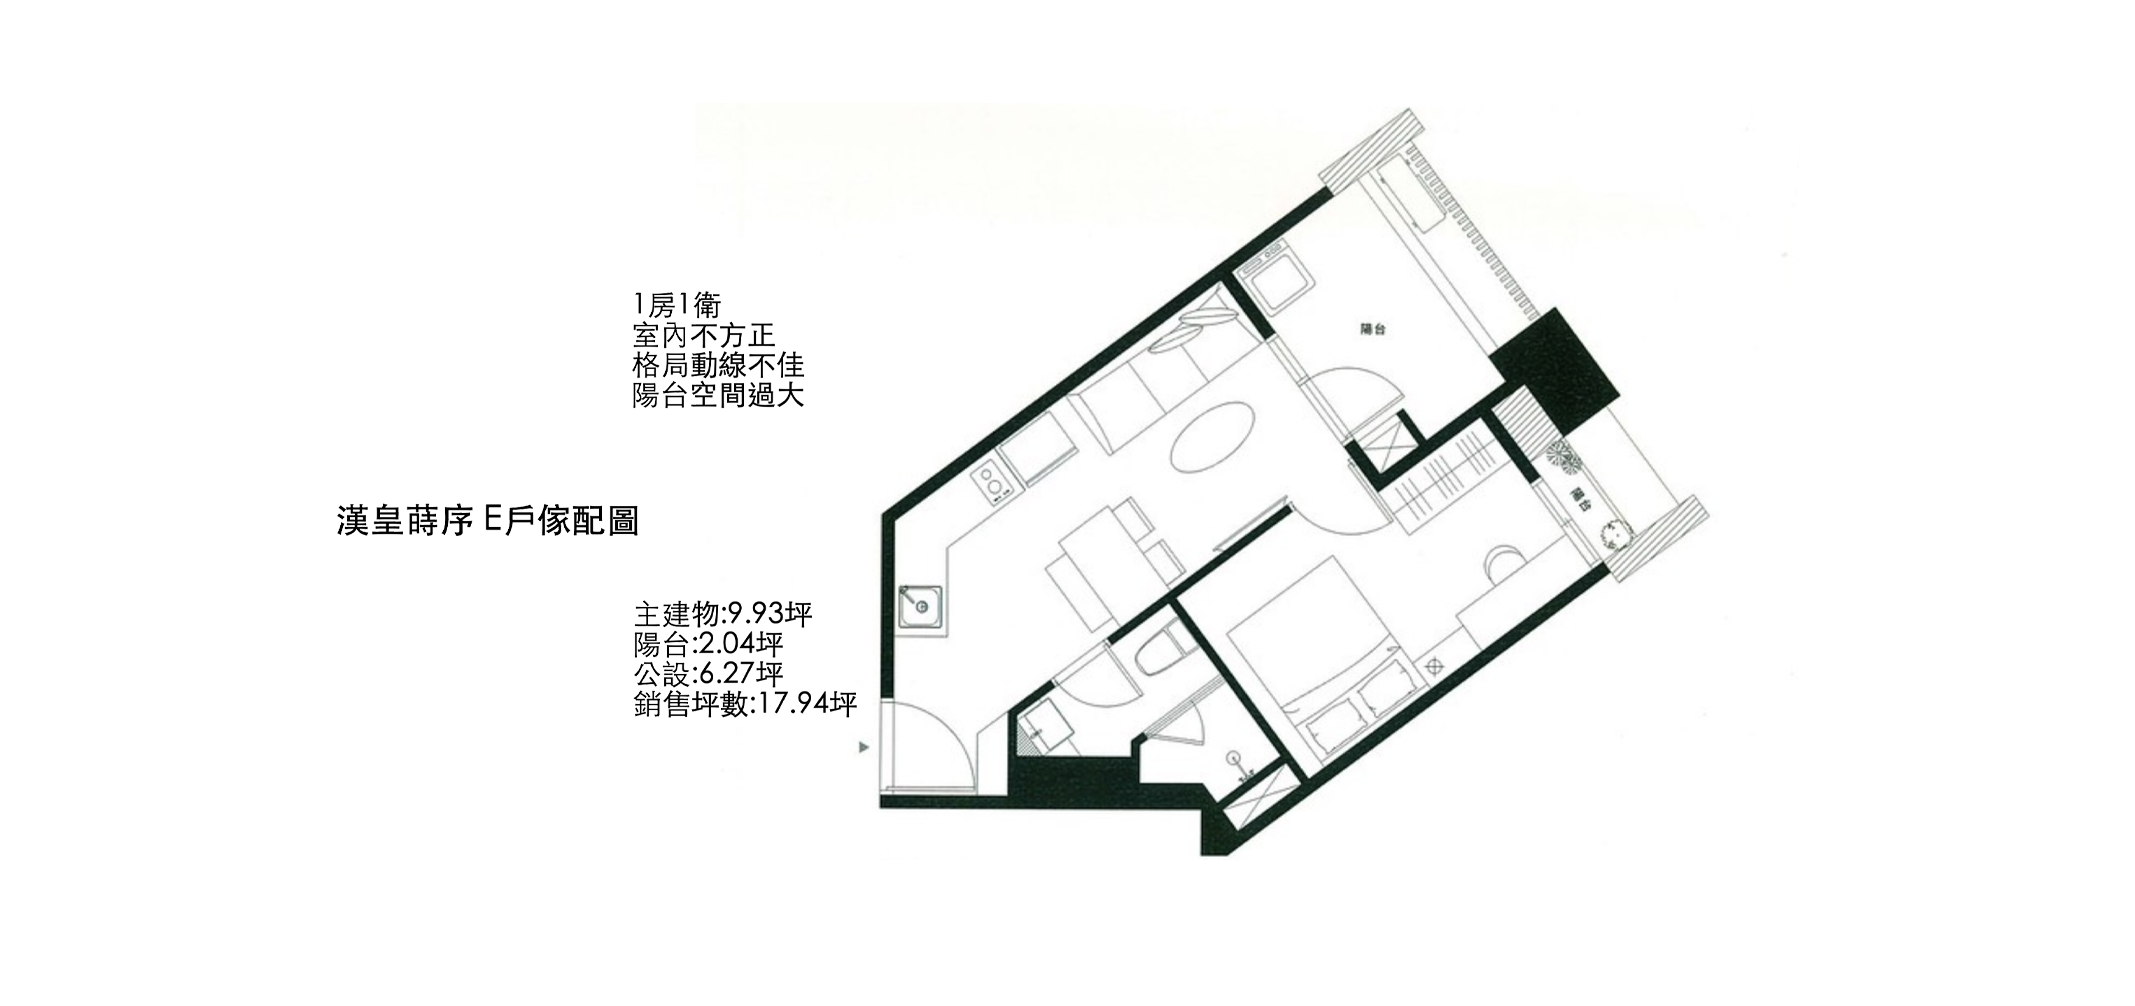 1房1衛
室內不方正
格局動線不佳
陽台空間過大
漢皇蒔序 E戶傢配圖
主建物:9.93坪
陽台:2.04坪
公設:6.27坪
銷售坪數:17.94坪
陽台
陽台